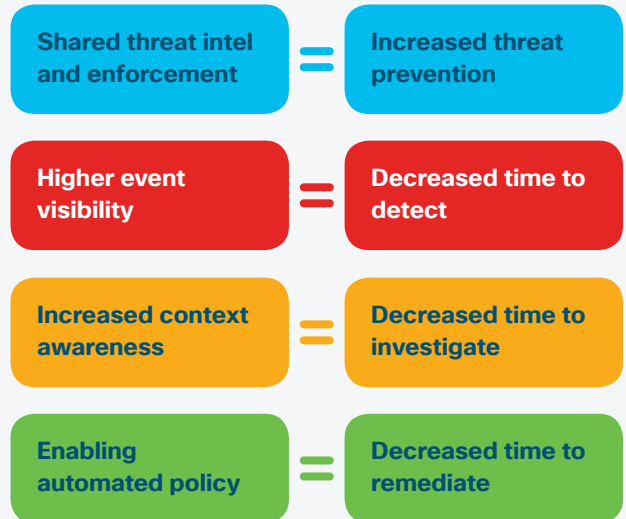 Shared threat intel
and enforcement
=
Increased threat
prevention
Higher event
visibility
=
Decreased time to
detect
Increased context
awareness
=
Decreased time to
investigate
Enabling
automated policy
=
Decreased time to
remediate